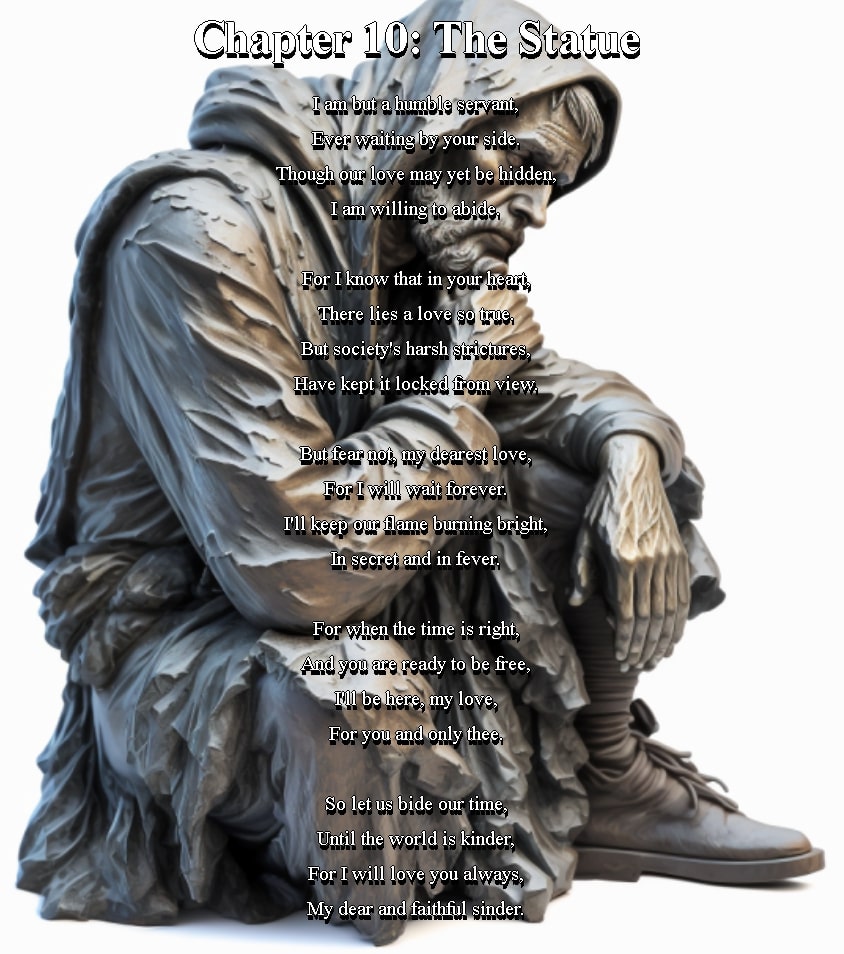 Chapter 10: The Statue
I am but a humble servant,
Ever waiting by your side.
Though our love may yet be hidden,
I am willing to abide.
For I know that in your heart,
There lies a love so true,
But society's harsh strictures,
Have kept it locked from view.
But fear not, my dearest love,
For I will wait forever.
I'll keep our flame burning bright,
In secret and in fever.
For when the time is right,
And you are ready to be free,
I'll be here, my love,
For you and only thee.
So let us bide our time,
Until the world is kinder,
For I will love you always,
My dear and faithful sinder.